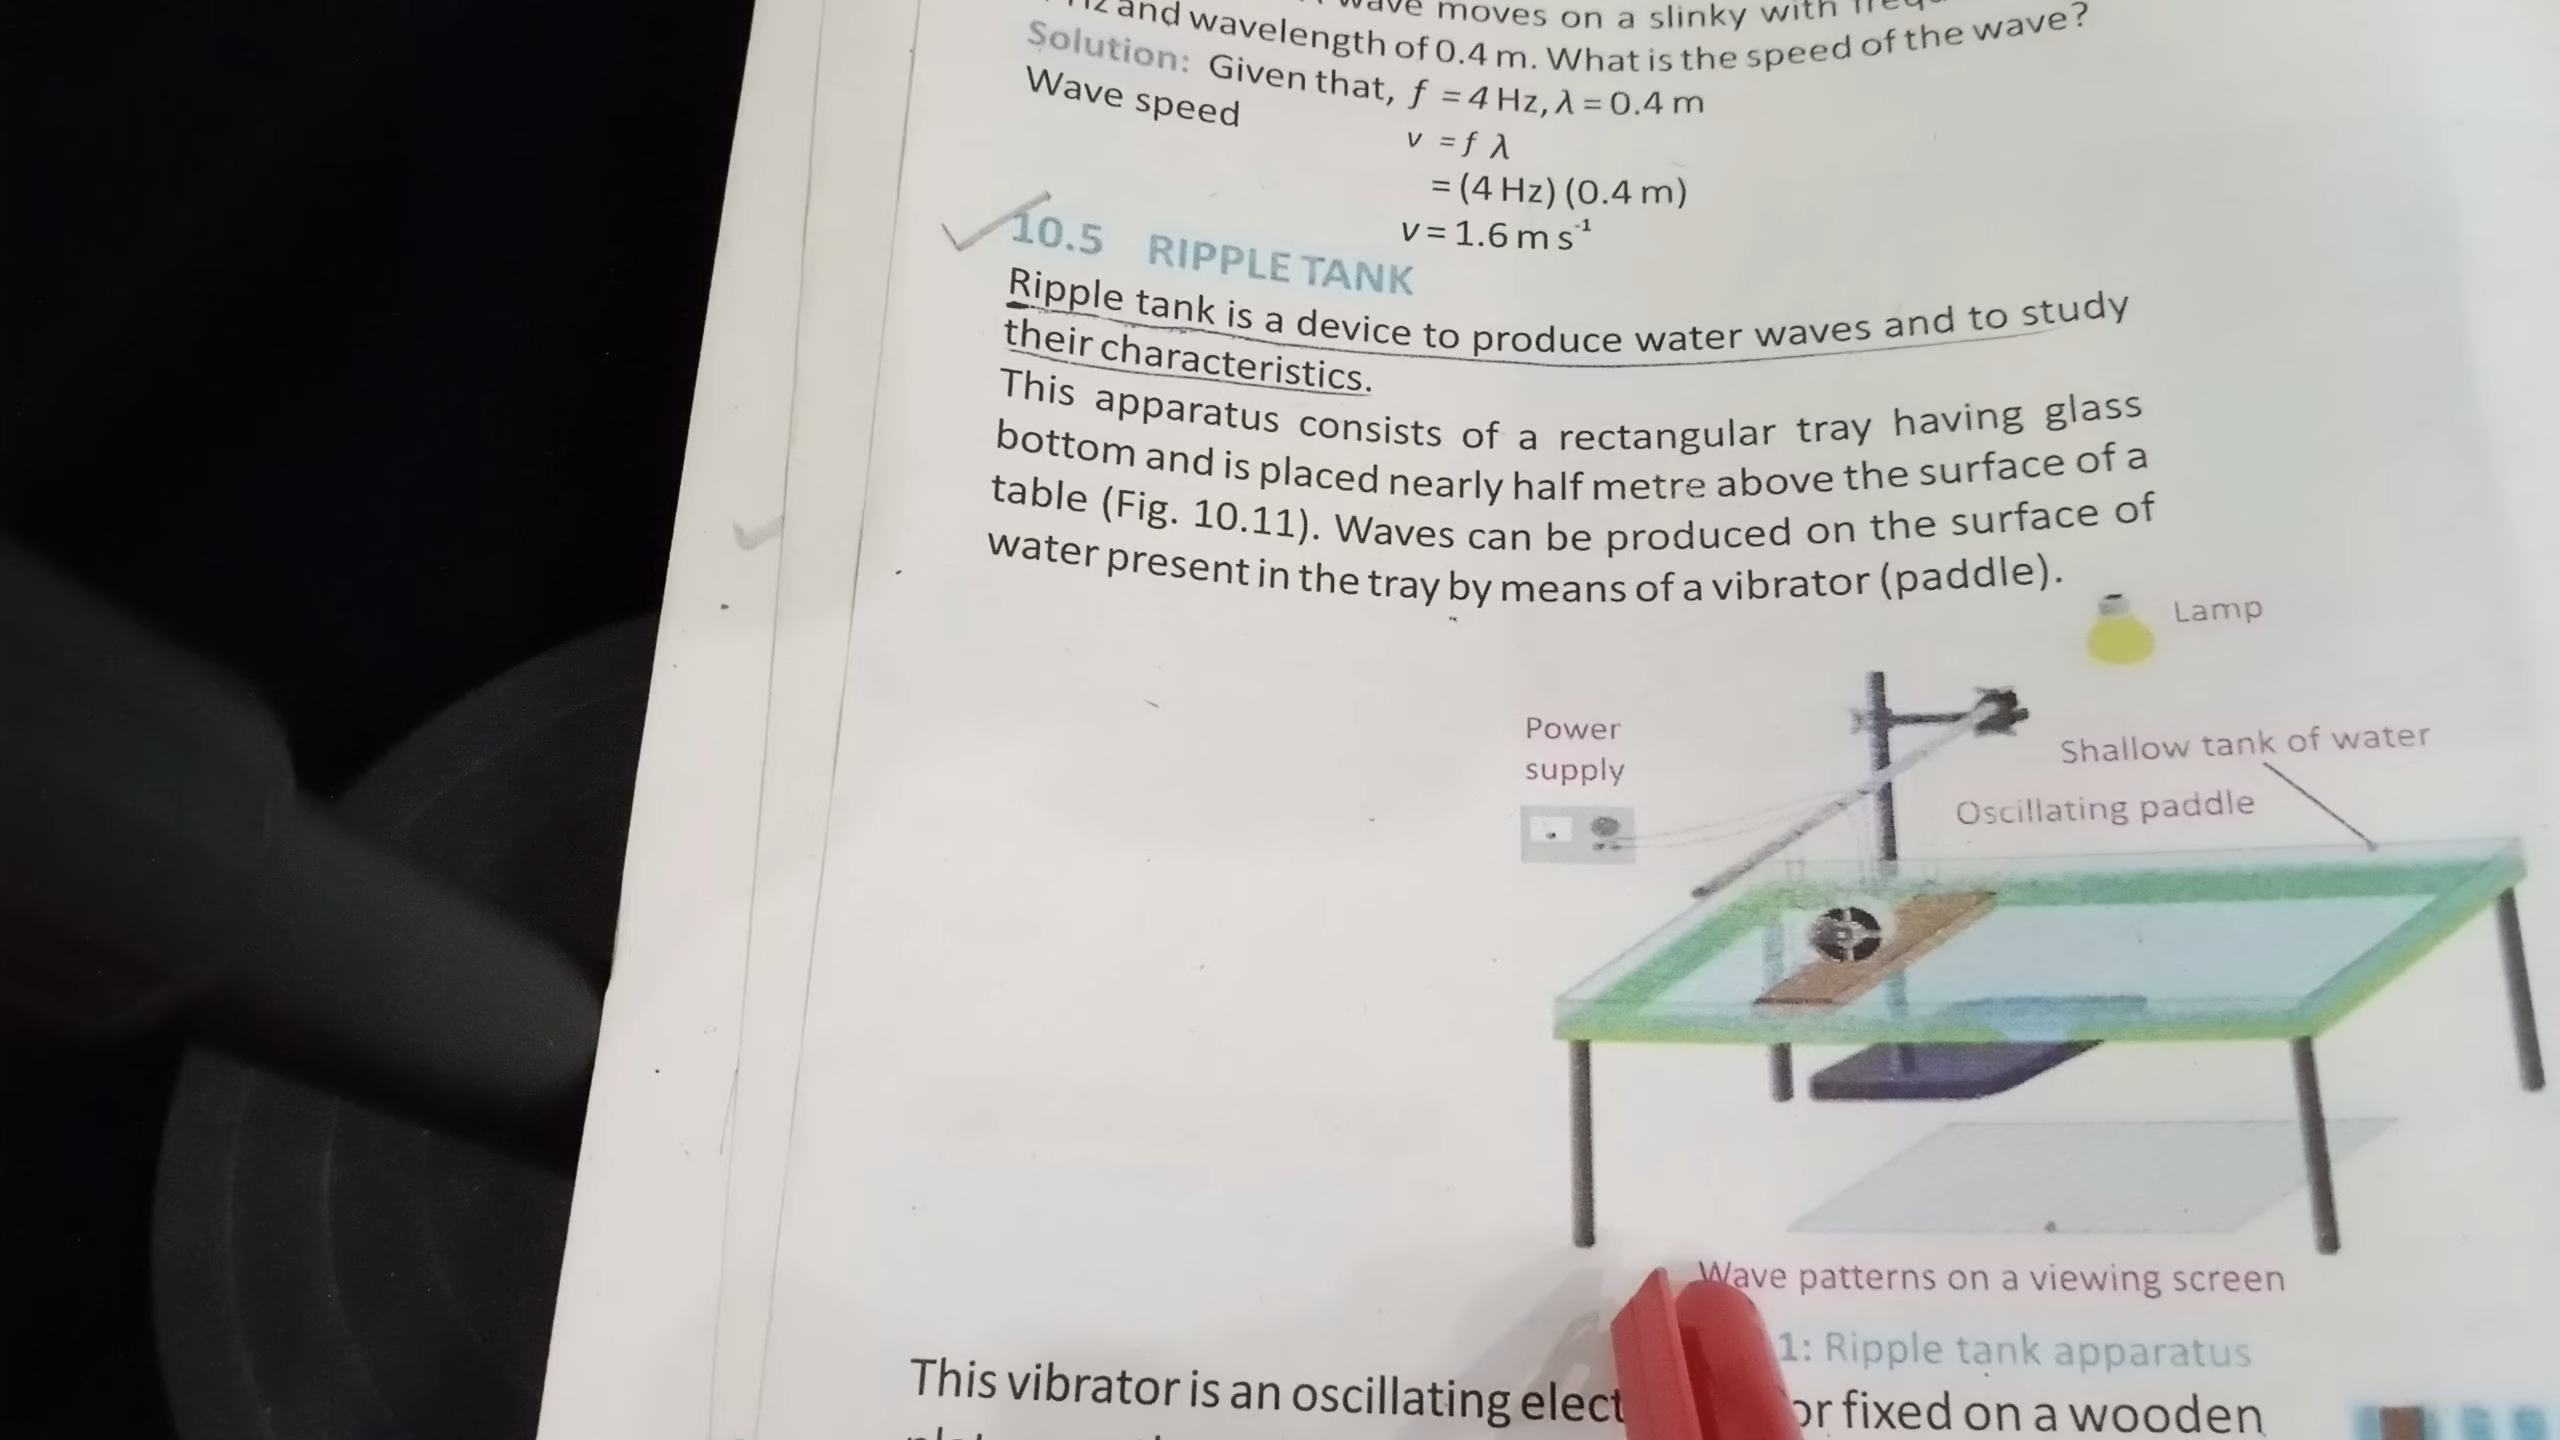 wave moves on a slinky with
and wavelength of 0.4 m. What is the speed of the wave?
Solution: Given that, f = 4 Hz, λ = 0.4 m
Wave speed
v = f λ
= (4 Hz) (0.4 m)
v = 1.6 m s⁻¹
10.5 RIPPLE TANK
Ripple tank is a device to produce water waves and to study
their characteristics.
This apparatus consists of a rectangular tray having glass
bottom and is placed nearly half metre above the surface of a
table (Fig. 10.11). Waves can be produced on the surface of
water present in the tray by means of a vibrator (paddle).
Lamp
Power
supply
Shallow tank of water
Oscillating paddle
Wave patterns on a viewing screen
1: Ripple tank apparatus
This vibrator is an oscillating elect or fixed on a wooden